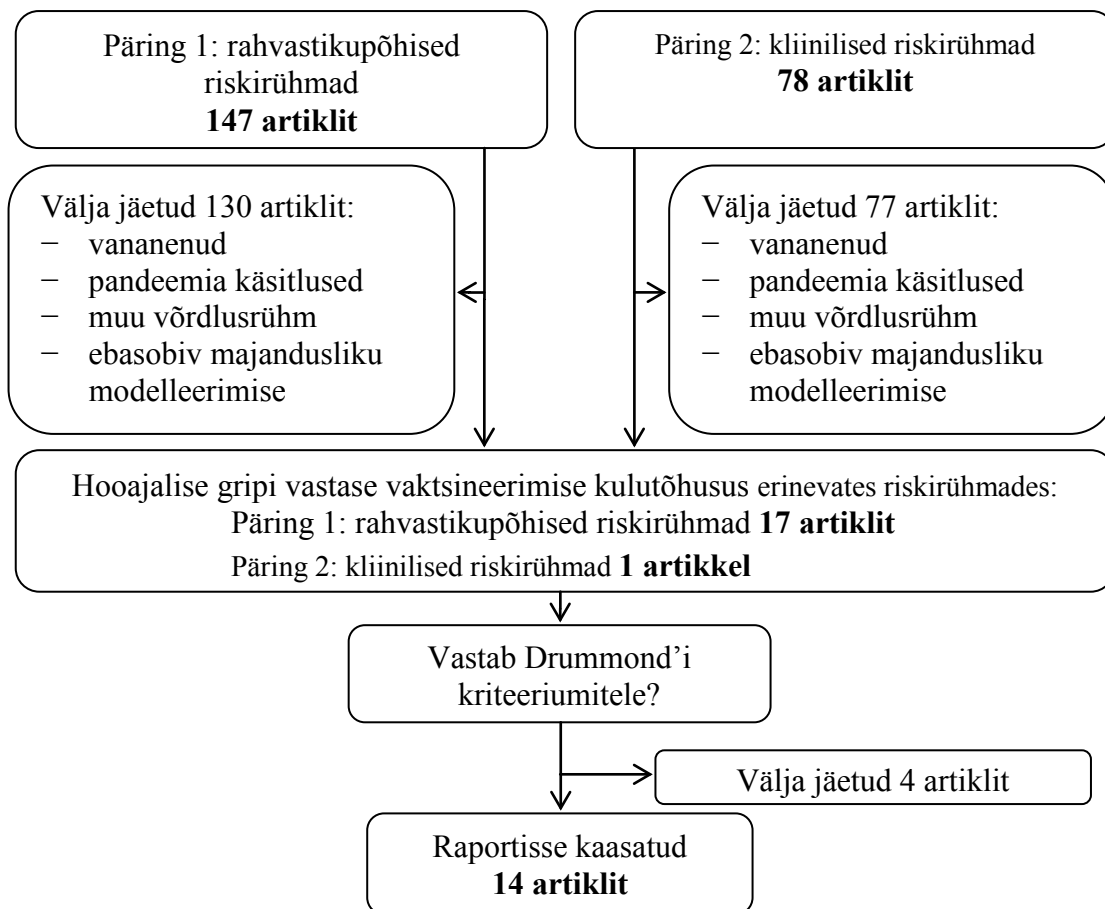 Päring 1: rahvastikupõhised
riskirühmad
147 artiklit
Päring 2: kliinilised riskirühmad
78 artiklit
Välja jäetud 130 artiklit:
− vananenud
− pandeemia käsitlused
− muu võrdlusrühm
− ebasobiv majandusliku
modelleerimise
Välja jäetud 77 artiklit:
− vananenud
− pandeemia käsitlused
− muu võrdlusrühm
− ebasobiv majandusliku
modelleerimise
Hooajalise gripi vastase vaktsineerimise kulutõhusus erinevates riskirühmades:
Päring 1: rahvastikupõhised riskirühmad 17 artiklit
Päring 2: kliinilised riskirühmad 1 artikkel
Vastab Drummond’i
kriteeriumitele?
Välja jäetud 4 artiklit
Raportisse kaasatud
14 artiklit